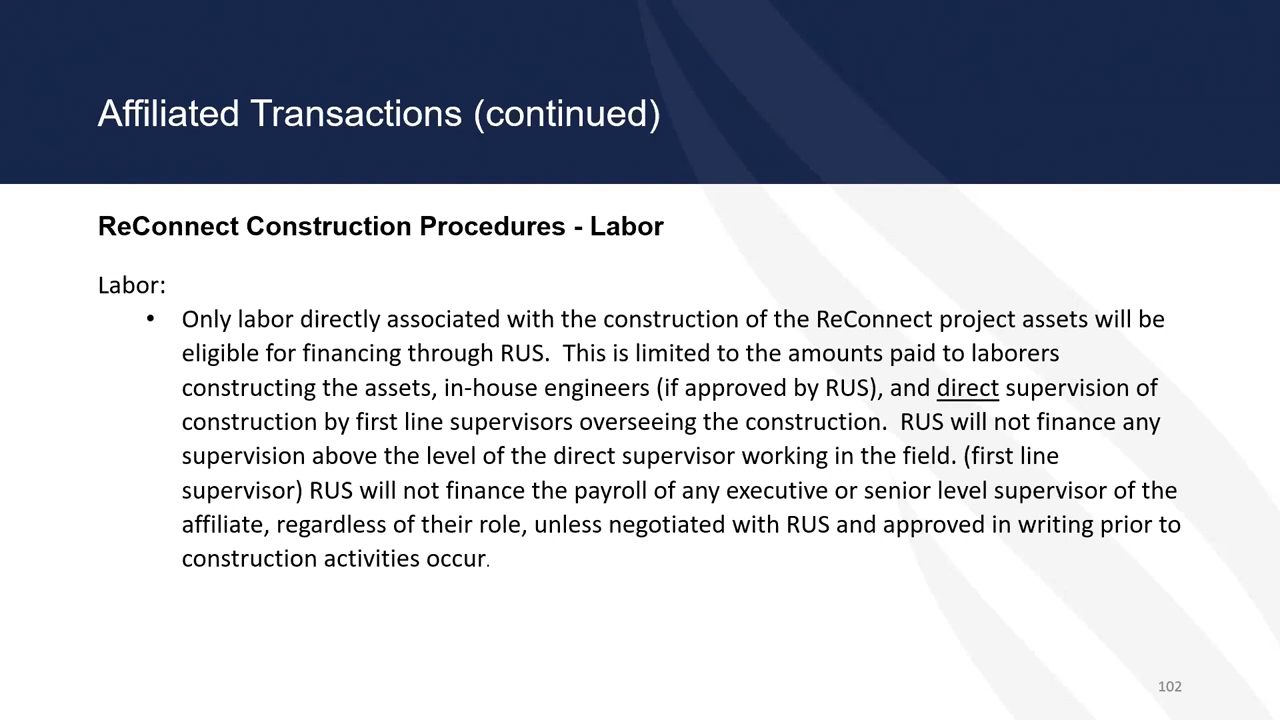 Affiliated Transactions (continued)
ReConnect Construction Procedures - Labor
Labor:
• Only labor directly associated with the construction of the ReConnect project assets will be
eligible for financing through RUS.  This is limited to the amounts paid to laborers
constructing the assets, in-house engineers (if approved by RUS), and direct supervision of
construction by first line supervisors overseeing the construction.  RUS will not finance any
supervision above the level of the direct supervisor working in the field. (first line
supervisor) RUS will not finance the payroll of any executive or senior level supervisor of the
affiliate, regardless of their role, unless negotiated with RUS and approved in writing prior to
construction activities occur.
102